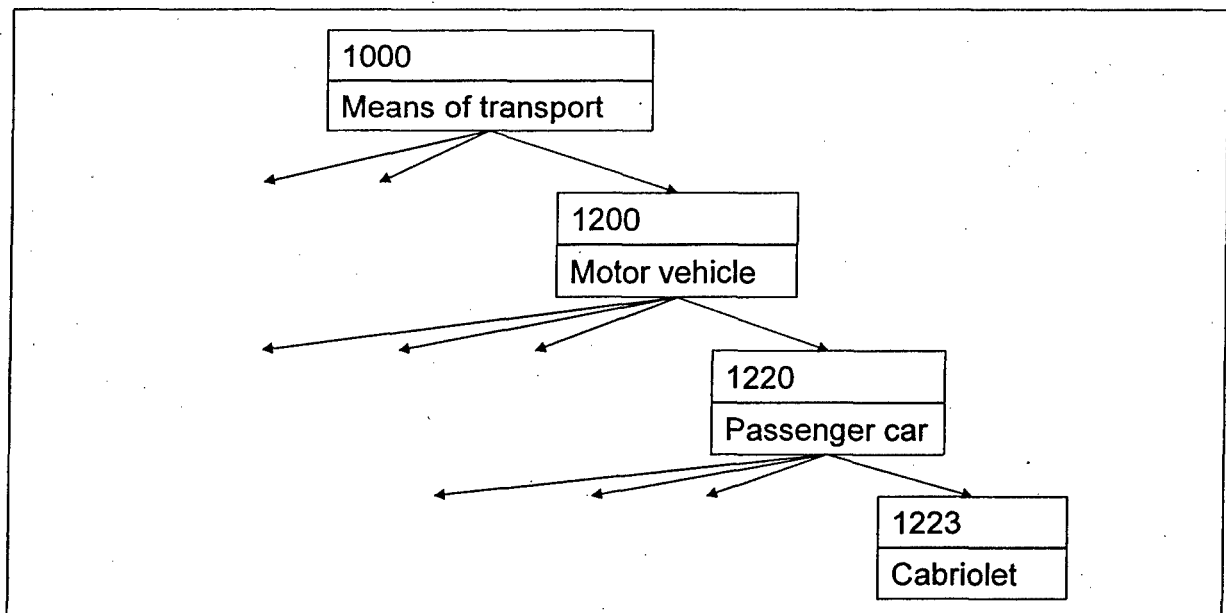 1000
Means of transport
1200
Motor vehicle
1220
Passenger car
1223
Cabriolet